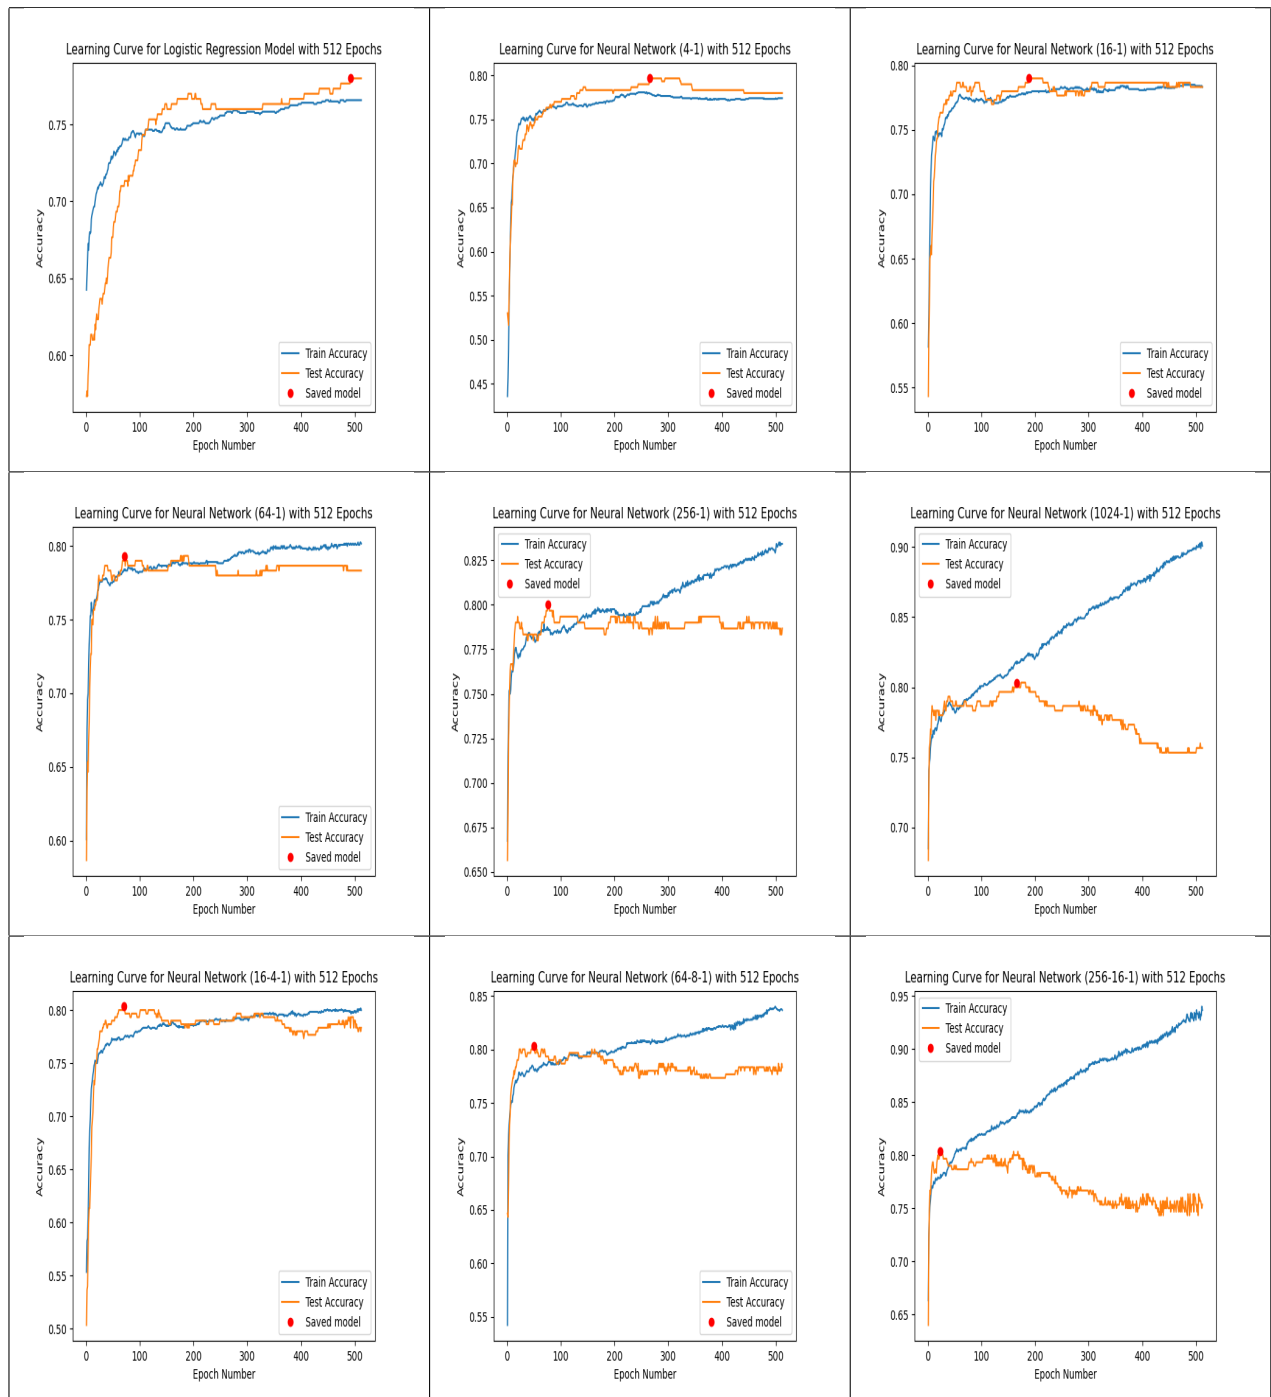 Learning Curve for Logistic Regression Model with 512 Epochs
Accuracy
0.75
0.70
0.65
0.60
Train Accuracy
Test Accuracy
Saved model
0 100 200 300 400 500
Epoch Number
Learning Curve for Neural Network (4-1) with 512 Epochs
Accuracy
0.80
0.75
0.70
0.65
0.60
0.55
0.50
0.45
Train Accuracy
Test Accuracy
Saved model
0 100 200 300 400 500
Epoch Number
Learning Curve for Neural Network (16-1) with 512 Epochs
Accuracy
0.80
0.75
0.70
0.65
0.60
0.55
Train Accuracy
Test Accuracy
Saved model
0 100 200 300 400 500
Epoch Number
Learning Curve for Neural Network (64-1) with 512 Epochs
Accuracy
0.80
0.75
0.70
0.65
0.60
Train Accuracy
Test Accuracy
Saved model
0 100 200 300 400 500
Epoch Number
Learning Curve for Neural Network (256-1) with 512 Epochs
Train Accuracy
Test Accuracy
Saved model
Accuracy
0.825
0.800
0.775
0.750
0.725
0.700
0.675
0.650
0 100 200 300 400 500
Epoch Number
Learning Curve for Neural Network (1024-1) with 512 Epochs
Train Accuracy
Test Accuracy
Saved model
Accuracy
0.90
0.85
0.80
0.75
0.70
0 100 200 300 400 500
Epoch Number
Learning Curve for Neural Network (16-4-1) with 512 Epochs
Accuracy
0.80
0.75
0.70
0.65
0.60
0.55
0.50
Train Accuracy
Test Accuracy
Saved model
0 100 200 300 400 500
Epoch Number
Learning Curve for Neural Network (64-8-1) with 512 Epochs
Accuracy
0.85
0.80
0.75
0.70
0.65
0.60
0.55
Train Accuracy
Test Accuracy
Saved model
0 100 200 300 400 500
Epoch Number
Learning Curve for Neural Network (256-16-1) with 512 Epochs
Train Accuracy
Test Accuracy
Saved model
Accuracy
0.95
0.90
0.85
0.80
0.75
0.70
0.65
0 100 200 300 400 500
Epoch Number